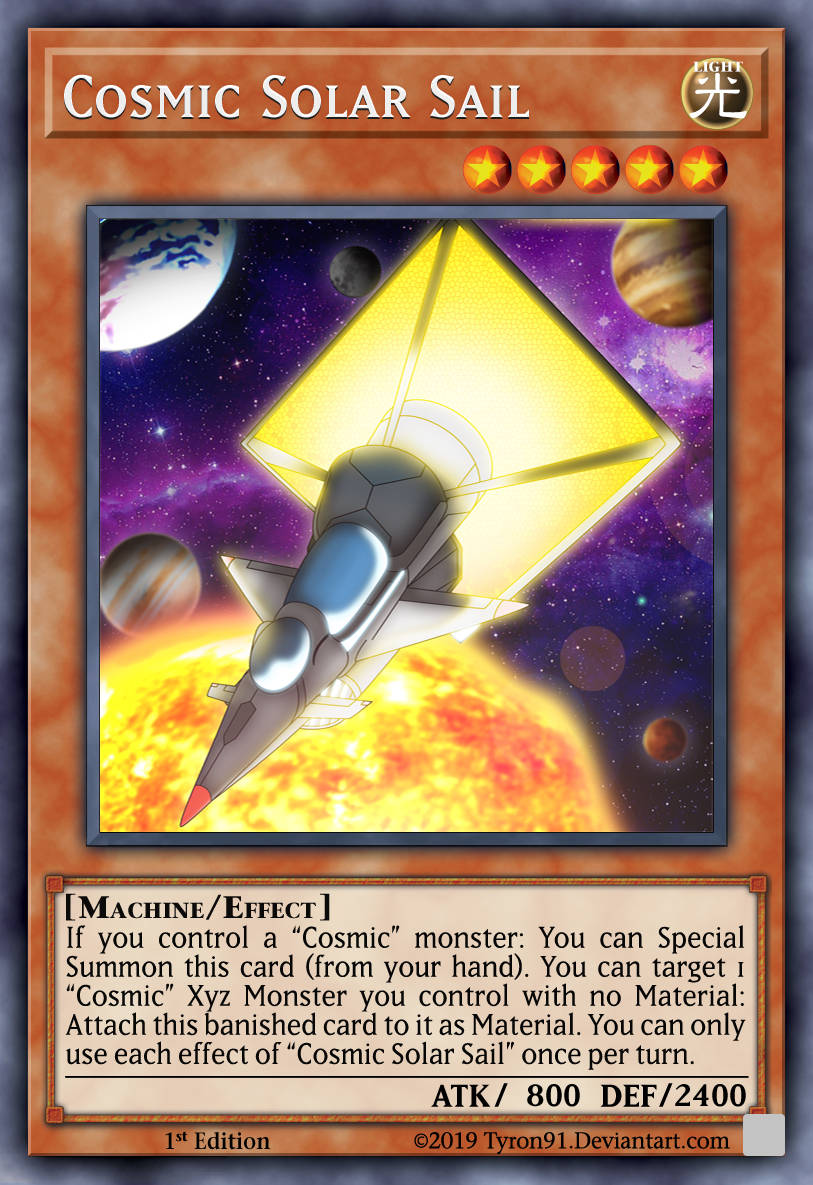 Cosmic Solar Sail
LIGHT
光
[Machine/Effect]
If you control a “Cosmic” monster: You can Special
Summon this card (from your hand). You can target 1
“Cosmic” Xyz Monster you control with no Material:
Attach this banished card to it as Material. You can only
use each effect of “Cosmic Solar Sail” once per turn.
ATK/ 800 DEF/2400
1st Edition ©2019 Tyron91.Deviantart.com